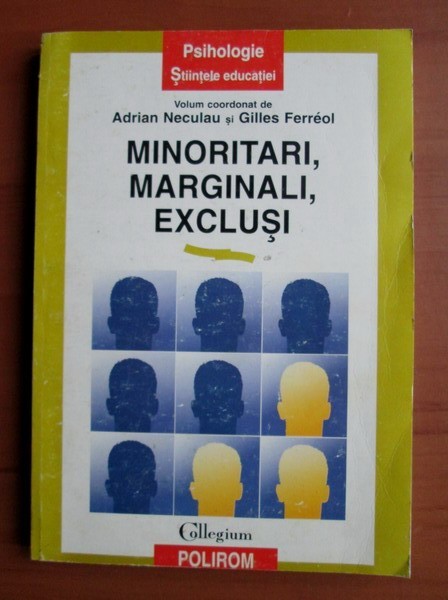 Psihologie
Științele educației
Volum coordonat de
Adrian Neculau și Gilles Ferréol
MINORITARI,
MARGINALI,
EXCLUȘI
Collegium
POLIROM